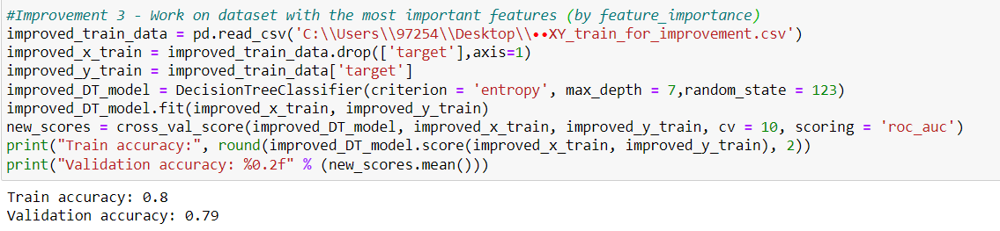 #Improvement 3 - Work on dataset with the most important features (by feature_importance)
improved_train_data = pd.read_csv('C:\\Users\\97254\\Desktop\\••XY_train_for_improvement.csv')
improved_x_train = improved_train_data.drop(['target'],axis=1)
improved_y_train = improved_train_data['target']
improved_DT_model = DecisionTreeClassifier(criterion = 'entropy', max_depth = 7,random_state = 123)
improved_DT_model.fit(improved_x_train, improved_y_train)
new_scores = cross_val_score(improved_DT_model, improved_x_train, improved_y_train, cv = 10, scoring = 'roc_auc')
print("Train accuracy:", round(improved_DT_model.score(improved_x_train, improved_y_train), 2))
print("Validation accuracy: %0.2f" % (new_scores.mean()))
Train accuracy: 0.8
Validation accuracy: 0.79